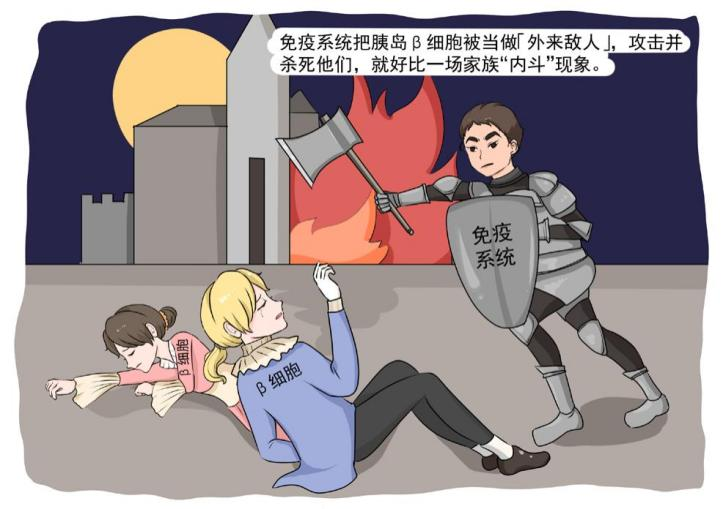 免疫系统把胰岛β细胞被当做「外来敌人」，攻击并
杀死他们，就好比一场家族“内斗”现象。
免疫
系统
β细胞
β细胞